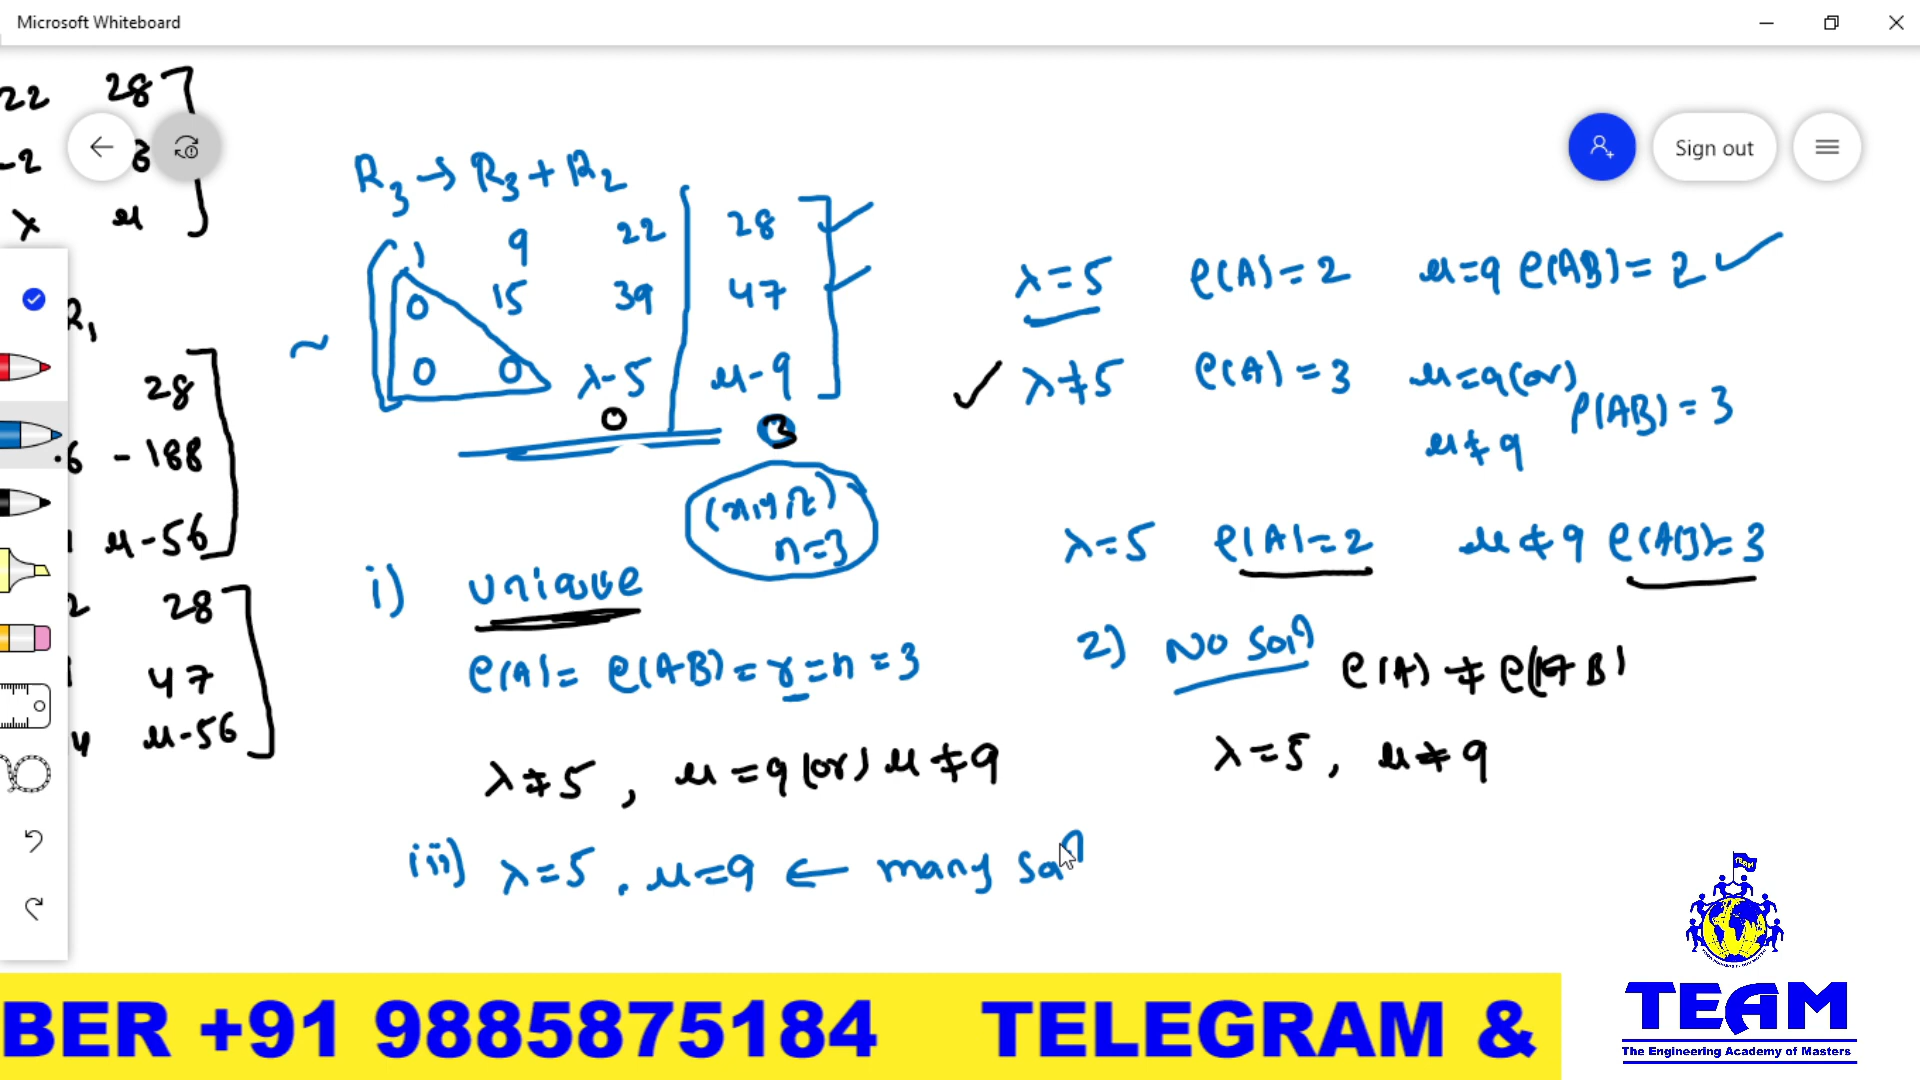 Microsoft Whiteboard
22 28
-2
λ μ
R₁
28
-188
μ-56
28
47
μ-56
Sign out
R₃→R₃+R₂
1 9 22 28
0 15 39 47
~
0 0 λ-5 μ-9
0 3
(x,y,z)
n=3
λ=5 ρ(A)=2 μ=9 ρ(AB)=2
λ≠5 ρ(A)=3 μ=9(or) ρ(AB)=3
μ≠9
λ=5 ρ(A)=2 μ≠9 ρ(AB)=3
i) unique
ρ(A)=ρ(AB)=r=n=3
λ≠5, μ=9(or) μ≠9
2) No Solⁿ ρ(A)≠ρ(AB)
λ=5, μ≠9
iii) λ=5, μ=9 ← many Solⁿ
BER +91 9885875184 TELEGRAM &
TEAM
TEAM
The Engineering Academy of Masters